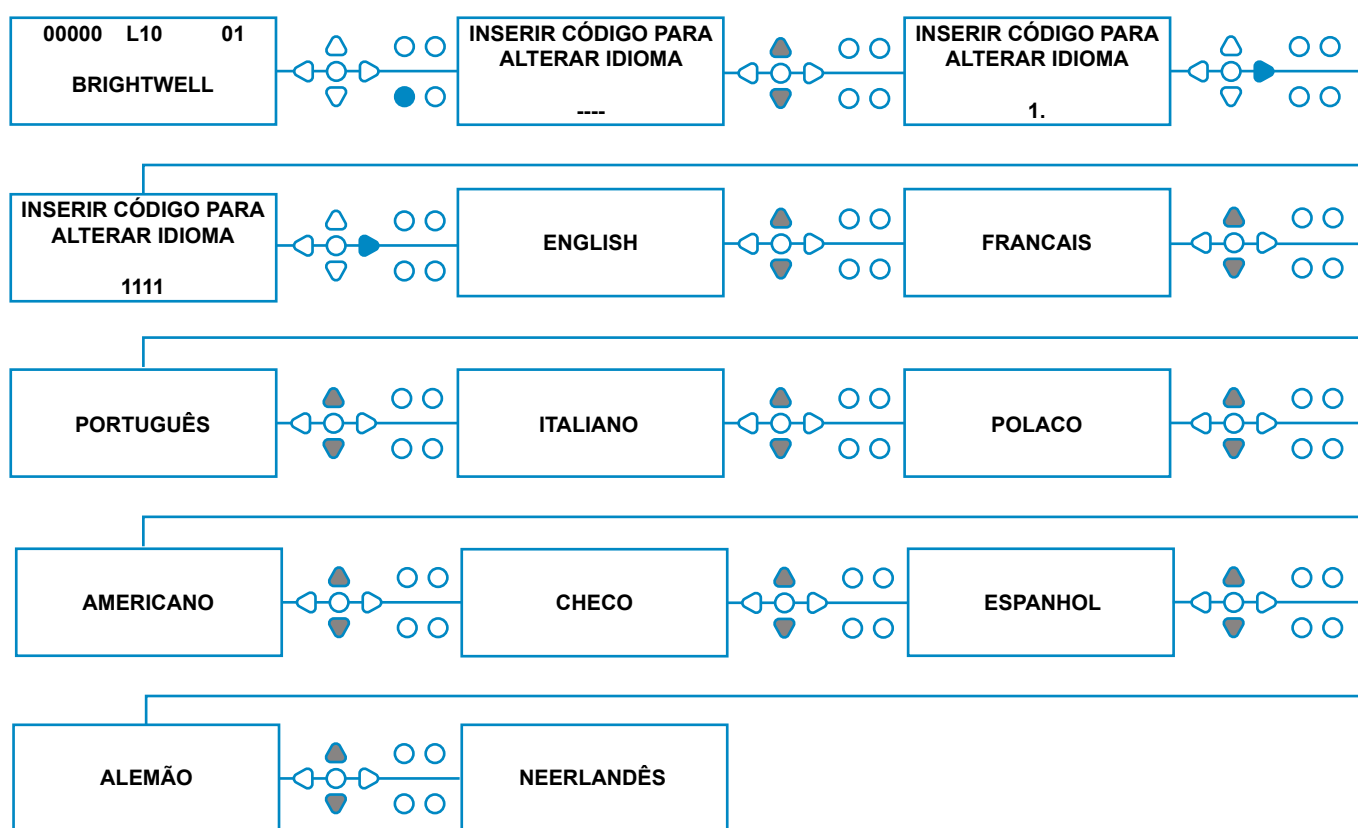 00000 L10 01
BRIGHTWELL
INSERIR CÓDIGO PARA
ALTERAR IDIOMA
----
INSERIR CÓDIGO PARA
ALTERAR IDIOMA
1.
INSERIR CÓDIGO PARA
ALTERAR IDIOMA
1111
ENGLISH
FRANCAIS
PORTUGUÊS
ITALIANO
POLACO
AMERICANO
CHECO
ESPANHOL
ALEMÃO
NEERLANDÊS